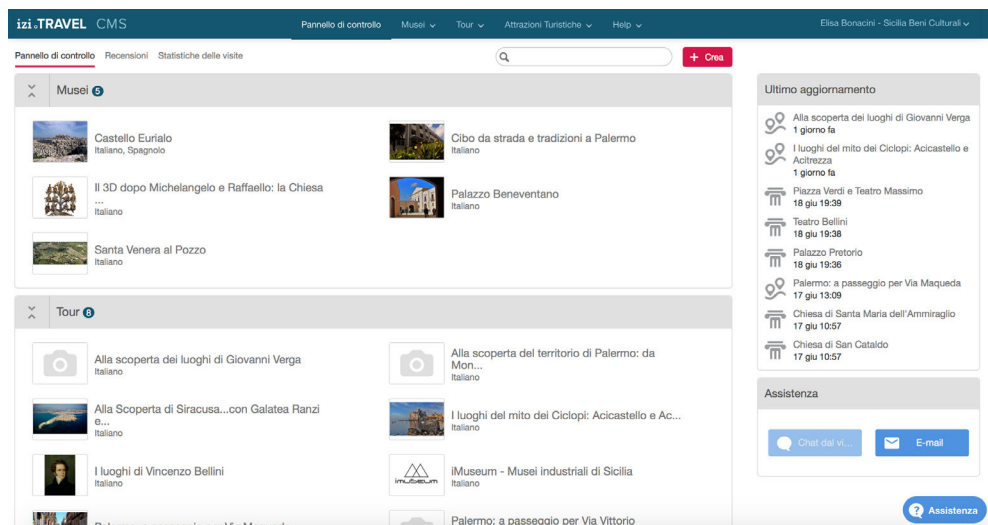 izi.TRAVEL CMS
Pannello di controllo Musei Tour Attrazioni Turistiche Help
Elisa Bonacini - Sicilia Beni Culturali
Pannello di controllo Recensioni Statistiche delle visite
+ Crea
Musei 5
Castello Eurialo
Italiano, Spagnolo
Cibo da strada e tradizioni a Palermo
Italiano
Il 3D dopo Michelangelo e Raffaello: la Chiesa
...
Italiano
Palazzo Beneventano
Italiano
Santa Venera al Pozzo
Italiano
Tour 8
Alla scoperta dei luoghi di Giovanni Verga
Italiano
Alla scoperta del territorio di Palermo: da
Mon...
Italiano
Alla Scoperta di Siracusa...con Galatea Ranzi
e...
Italiano
I luoghi del mito dei Ciclopi: Acicastello e Ac...
Italiano
I luoghi di Vincenzo Bellini
Italiano
imuseum
iMuseum - Musei industriali di Sicilia
Italiano
Palermo: a passeggio per Via Maqueda
Palermo: a passeggio per Via Vittorio
Ultimo aggiornamento
Alla scoperta dei luoghi di Giovanni Verga
1 giorno fa
I luoghi del mito dei Ciclopi: Acicastello e
Acitrezza
1 giorno fa
Piazza Verdi e Teatro Massimo
18 giu 19:39
Teatro Bellini
18 giu 19:38
Palazzo Pretorio
18 giu 19:36
Palermo: a passeggio per Via Maqueda
17 giu 13:09
Chiesa di Santa Maria dell'Ammiraglio
17 giu 10:57
Chiesa di San Cataldo
17 giu 10:57
Assistenza
Chat dal vi...
E-mail
Assistenza